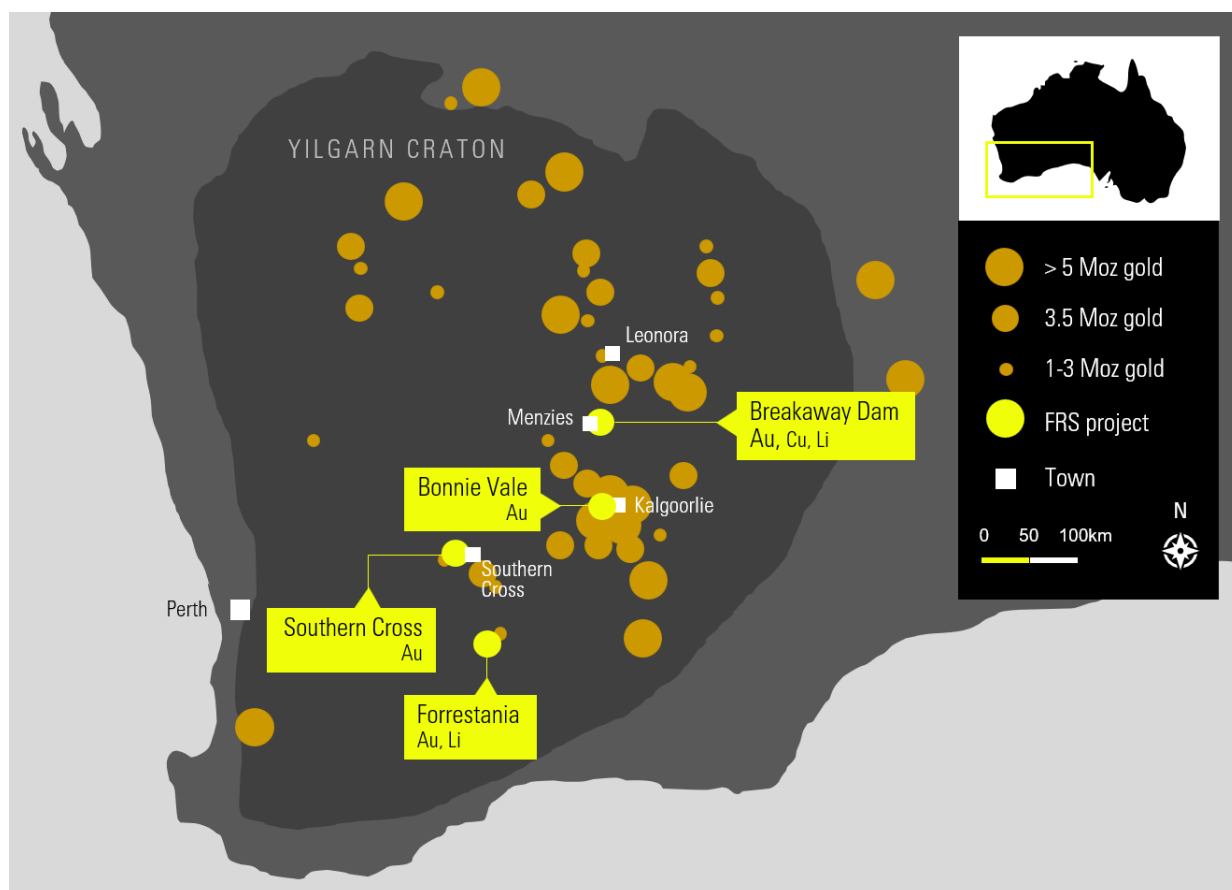 YILGARN CRATON
> 5 Moz gold
3.5 Moz gold
1-3 Moz gold
FRS project
Town
N
0 50 100km
Leonora
Menzies
Breakaway Dam
Au, Cu, Li
Bonnie Vale
Au
Kalgoorlie
Southern
Cross
Perth
Southern Cross
Au
Forrestania
Au, Li